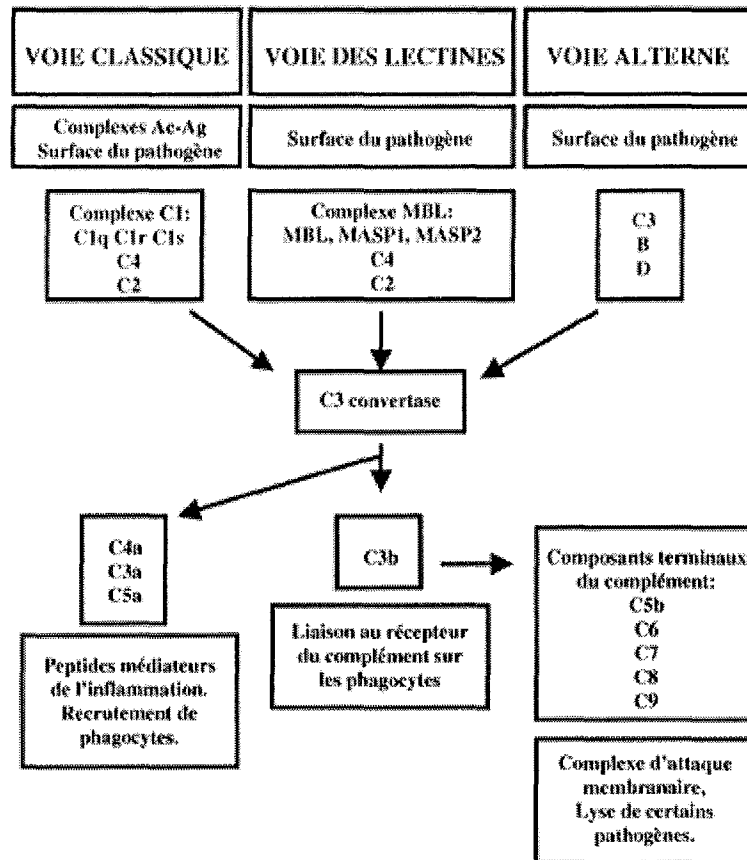 VOIE CLASSIQUE
VOIE DES LECTINES
VOIE ALTERNE
Complexes Ac-Ag
Surface du pathogène
Surface du pathogène
Surface du pathogène
Complexe C1:
C1q C1r C1s
C4
C2
Complexe MBL:
MBL, MASP1, MASP2
C4
C2
C3
B
D
C3 convertase
C4a
C3a
C5a
Peptides médiateurs
de l'inflammation.
Recrutement de
phagocytes.
C3b
Liaison au récepteur
du complément sur
les phagocytes
Composants terminaux
du complément:
C5b
C6
C7
C8
C9
Complexe d'attaque
membranaire,
Lyse de certains
pathogènes.